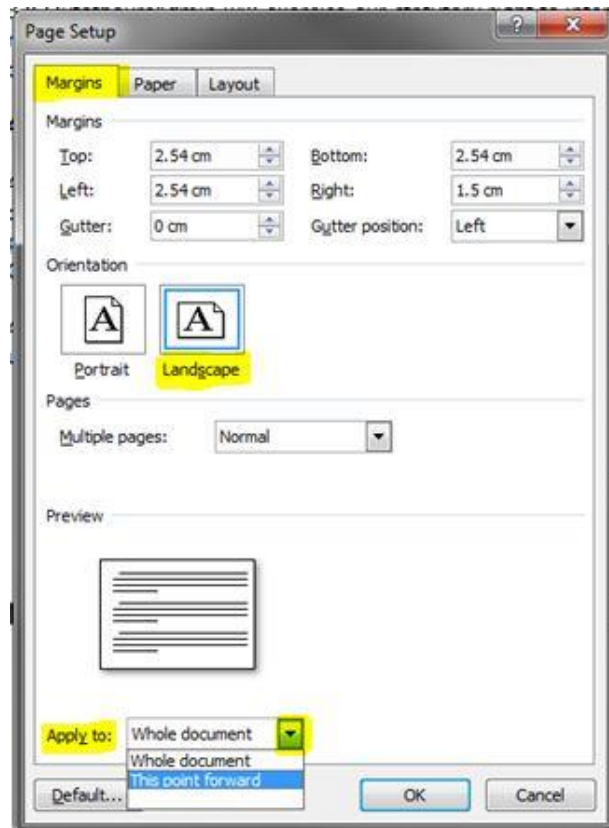 Page Setup
Margins Paper Layout
Margins
Top: 2.54 cm Bottom: 2.54 cm
Left: 2.54 cm Right: 1.5 cm
Gutter: 0 cm Gutter position: Left
Orientation
A A
Portrait Landscape
Pages
Multiple pages: Normal
Preview
Apply to: Whole document
Whole document
This point forward
Default... OK Cancel